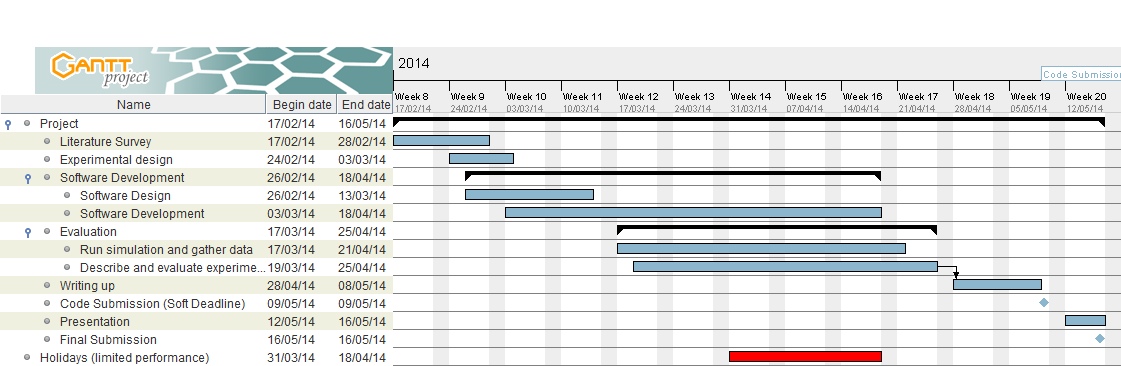 GANTT
project
2014
Code Submission
Name Begin date End date
Week 8 Week 9 Week 10 Week 11 Week 12 Week 13 Week 14 Week 15 Week 16 Week 17 Week 18 Week 19 Week 20
17/02/14 24/02/14 03/03/14 10/03/14 17/03/14 24/03/14 31/03/14 07/04/14 14/04/14 21/04/14 28/04/14 05/05/14 12/05/14
Project 17/02/14 16/05/14
Literature Survey 17/02/14 28/02/14
Experimental design 24/02/14 03/03/14
Software Development 26/02/14 18/04/14
Software Design 26/02/14 13/03/14
Software Development 03/03/14 18/04/14
Evaluation 17/03/14 25/04/14
Run simulation and gather data 17/03/14 21/04/14
Describe and evaluate experime... 19/03/14 25/04/14
Writing up 28/04/14 08/05/14
Code Submission (Soft Deadline) 09/05/14 09/05/14
Presentation 12/05/14 16/05/14
Final Submission 16/05/14 16/05/14
Holidays (limited performance) 31/03/14 18/04/14